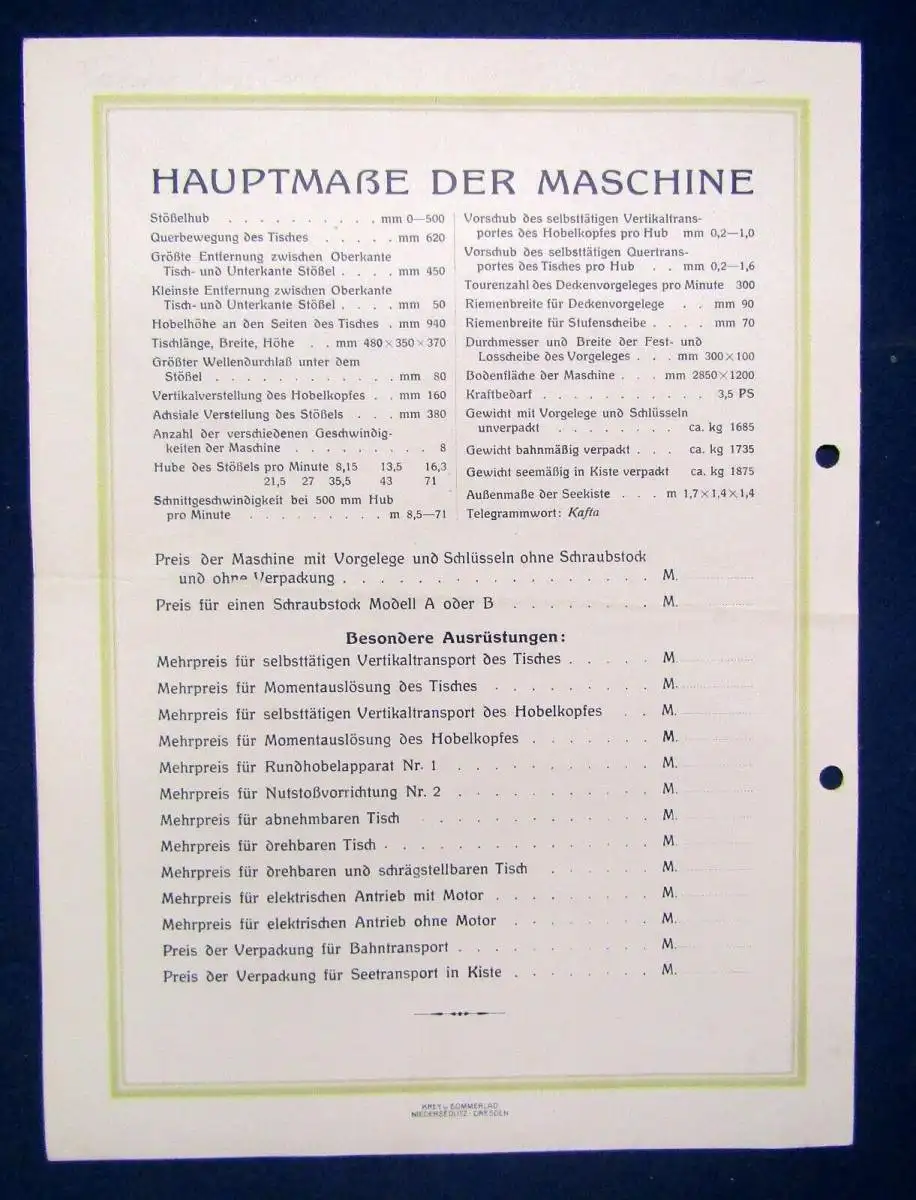 HAUPTMAßE DER MASCHINE
Stößelhub . . . . . . . . . . mm 0—500
Querbewegung des Tisches . . . . . mm 620
Größte Entfernung zwischen Oberkante
Tisch- und Unterkante Stößel . . . . mm 450
Kleinste Entfernung zwischen Oberkante
Tisch- und Unterkante Stößel . . . . mm 50
Hobelhöhe an den Seiten des Tisches . mm 940
Tischlänge, Breite, Höhe . . mm 480×350×370
Größter Wellendurchlaß unter dem
Stößel . . . . . . . . . . . . mm 80
Vertikalverstellung des Hobelkopfes . . mm 160
Achsiale Verstellung des Stößels . . . mm 380
Anzahl der verschiedenen Geschwindig-
keiten der Maschine . . . . . . . . . 8
Hube des Stößels pro Minute 8,15 13,5 16,3
21,5 27 35,5 43 71
Schnittgeschwindigkeit bei 500 mm Hub
pro Minute . . . . . . . . . m 8,5—71
Vorschub des selbsttätigen Vertikaltrans-
portes des Hobelkopfes pro Hub mm 0,2—1,0
Vorschub des selbsttätigen Quertrans-
portes des Tisches pro Hub . . mm 0,2—1,6
Tourenzahl des Deckenvorgeleges pro Minute 300
Riemenbreite für Deckenvorgelege . . mm 90
Riemenbreite für Stufenscheibe . . . . mm 70
Durchmesser und Breite der Fest- und
Losscheibe des Vorgeleges . . . mm 300×100
Bodenfläche der Maschine . . . mm 2850×1200
Kraftbedarf . . . . . . . . . . . 3,5 PS
Gewicht mit Vorgelege und Schlüsseln
unverpackt . . . . . . . . ca. kg 1685
Gewicht bahnmäßig verpackt . . . ca. kg 1735
Gewicht seemäßig in Kiste verpackt ca. kg 1875
Außenmaße der Seekiste . . . m 1,7×1,4×1,4
Telegrammwort: Kafta
Preis der Maschine mit Vorgelege und Schlüsseln ohne Schraubstock
und ohne Verpackung . . . . . . . . . . . . . . . . . M.
Preis für einen Schraubstock Modell A oder B . . . . . . . . M.
Besondere Ausrüstungen:
Mehrpreis für selbsttätigen Vertikaltransport des Tisches . . . . . M.
Mehrpreis für Momentauslösung des Tisches . . . . . . . . M.
Mehrpreis für selbsttätigen Vertikaltransport des Hobelkopfes . . M.
Mehrpreis für Momentauslösung des Hobelkopfes . . . . . . . M.
Mehrpreis für Rundhobelapparat Nr. 1 . . . . . . . . . . M.
Mehrpreis für Nutstoßvorrichtung Nr. 2 . . . . . . . . . . M.
Mehrpreis für abnehmbaren Tisch . . . . . . . . . . . M.
Mehrpreis für drehbaren Tisch . . . . . . . . . . . . . M.
Mehrpreis für drehbaren und schrägstellbaren Tisch . . . . . M.
Mehrpreis für elektrischen Antrieb mit Motor . . . . . . . . M.
Mehrpreis für elektrischen Antrieb ohne Motor . . . . . . . M.
Preis der Verpackung für Bahntransport . . . . . . . . . . M.
Preis der Verpackung für Seetransport in Kiste . . . . . . . M.
KREY u. SOMMERLAD
NIEDERSEDLITZ-DRESDEN